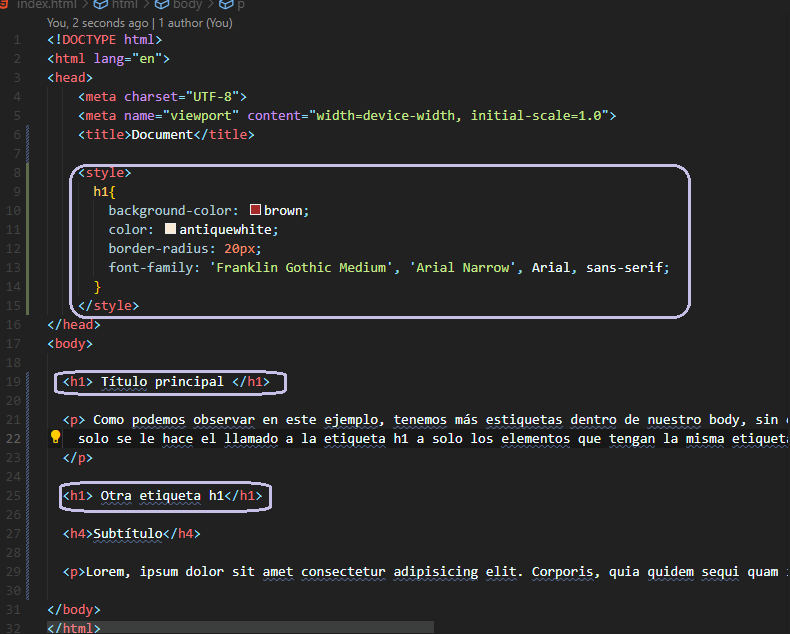 index.html > html > body > p
You, 2 seconds ago | 1 author (You)
1 <!DOCTYPE html>
2 <html lang="en">
3 <head>
4 <meta charset="UTF-8">
5 <meta name="viewport" content="width=device-width, initial-scale=1.0">
6 <title>Document</title>
7
8 <style>
9 h1{
10 background-color: brown;
11 color: antiquewhite;
12 border-radius: 20px;
13 font-family: 'Franklin Gothic Medium', 'Arial Narrow', Arial, sans-serif;
14 }
15 </style>
16 </head>
17 <body>
18
19 <h1> Título principal </h1>
20
21 <p> Como podemos observar en este ejemplo, tenemos más estiquetas dentro de nuestro body, sin
22 solo se le hace el llamado a la etiqueta h1 a solo los elementos que tengan la misma etiqueta
23 </p>
24
25 <h1> Otra etiqueta h1</h1>
26
27 <h4>Subtítulo</h4>
28
29 <p>Lorem, ipsum dolor sit amet consectetur adipisicing elit. Corporis, quia quidem sequi quam
30
31 </body>
32 </html>